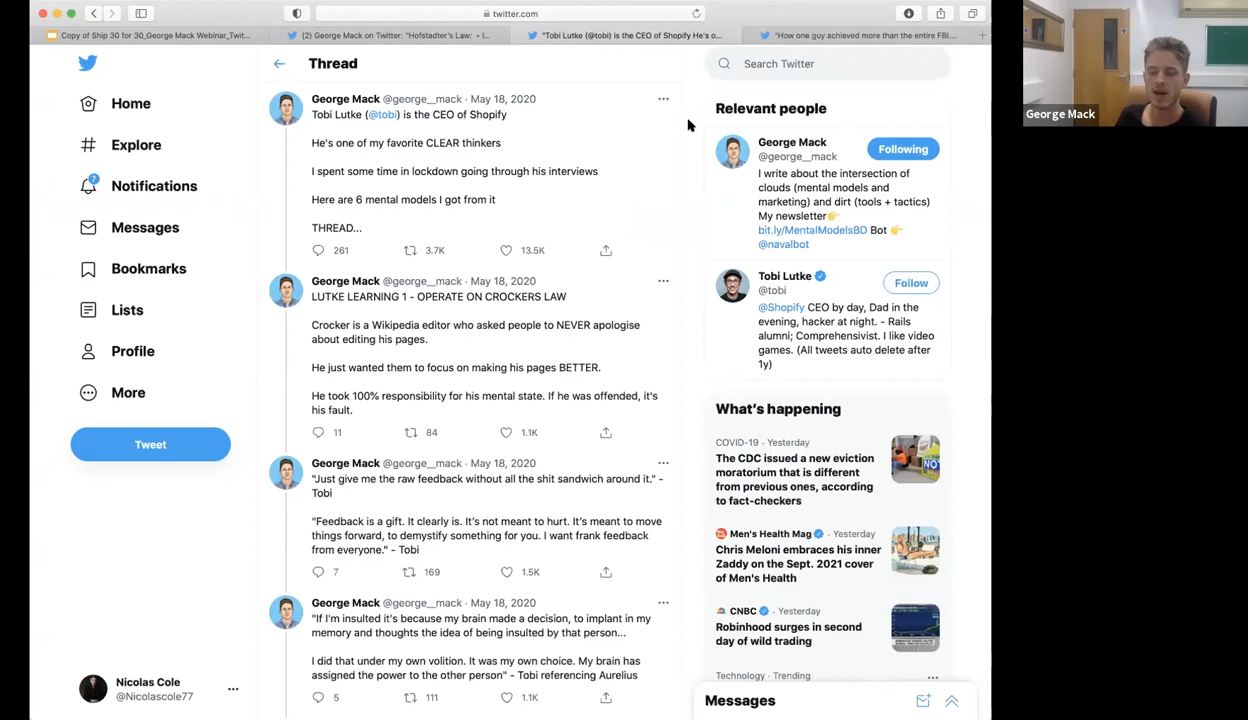 twitter.com
Copy of Ship 30 for 30_George Mack Webinar_Twit...
(2) George Mack on Twitter: "Hofstadter's Law: • I...
"Tobi Lutke (@tobi) is the CEO of Shopify He's o...
"How one guy achieved more than the entire FBI...
Home
Explore
7
Notifications
Messages
Bookmarks
Lists
Profile
More
Tweet
Nicolas Cole
@Nicolascole77
...
Thread
George Mack @george__mack · May 18, 2020
Tobi Lutke (@tobi) is the CEO of Shopify
He's one of my favorite CLEAR thinkers
I spent some time in lockdown going through his interviews
Here are 6 mental models I got from it
THREAD...
261 3.7K 13.5K
George Mack @george__mack · May 18, 2020
LUTKE LEARNING 1 - OPERATE ON CROCKERS LAW
Crocker is a Wikipedia editor who asked people to NEVER apologise
about editing his pages.
He just wanted them to focus on making his pages BETTER.
He took 100% responsibility for his mental state. If he was offended, it's
his fault.
11 84 1.1K
George Mack @george__mack · May 18, 2020
"Just give me the raw feedback without all the shit sandwich around it." -
Tobi
"Feedback is a gift. It clearly is. It's not meant to hurt. It's meant to move
things forward, to demystify something for you. I want frank feedback
from everyone." - Tobi
7 169 1.5K
George Mack @george__mack · May 18, 2020
"If I'm insulted it's because my brain made a decision, to implant in my
memory and thoughts the idea of being insulted by that person...
I did that under my own volition. It was my own choice. My brain has
assigned the power to the other person" - Tobi referencing Aurelius
5 111 1.1K
Search Twitter
Relevant people
George Mack
@george__mack
Following
I write about the intersection of
clouds (mental models and
marketing) and dirt (tools + tactics)
My newsletter👉
bit.ly/MentalModelsBD Bot 👉
@navalbot
Tobi Lutke
@tobi
Follow
@Shopify CEO by day, Dad in the
evening, hacker at night. - Rails
alumni; Comprehensivist. I like video
games. (All tweets auto delete after
1y)
What's happening
COVID-19 · Yesterday
The CDC issued a new eviction
moratorium that is different
from previous ones, according
to fact-checkers
Men's Health Mag · Yesterday
Chris Meloni embraces his inner
Zaddy on the Sept. 2021 cover
of Men's Health
CNBC · Yesterday
Robinhood surges in second
day of wild trading
Technology · Trending
Messages
George Mack